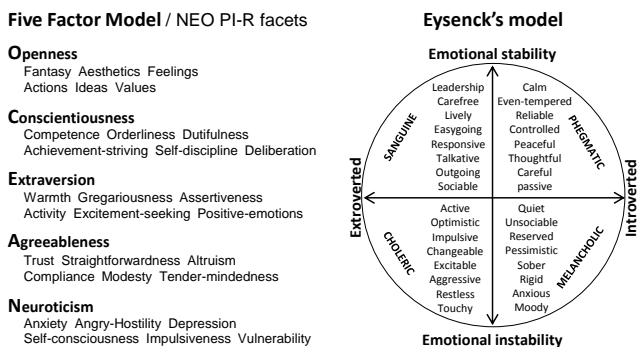 Five Factor Model / NEO PI-R facets
Openness
Fantasy Aesthetics Feelings
Actions Ideas Values
Conscientiousness
Competence Orderliness Dutifulness
Achievement-striving Self-discipline Deliberation
Extraversion
Warmth Gregariousness Assertiveness
Activity Excitement-seeking Positive-emotions
Agreeableness
Trust Straightforwardness Altruism
Compliance Modesty Tender-mindedness
Neuroticism
Anxiety Angry-Hostility Depression
Self-consciousness Impulsiveness Vulnerability
Eysenck's model
Emotional stability
Extroverted
SANGUINE
Leadership
Carefree
Lively
Easygoing
Responsive
Talkative
Outgoing
Sociable
Calm
Even-tempered
Reliable
Controlled
Peaceful
Thoughtful
Careful
passive
PHEGMATIC
Introverted
CHOLERIC
Active
Optimistic
Impulsive
Changeable
Excitable
Aggressive
Restless
Touchy
Quiet
Unsociable
Reserved
Pessimistic
Sober
Rigid
Anxious
Moody
MELANCHOLIC
Emotional instability